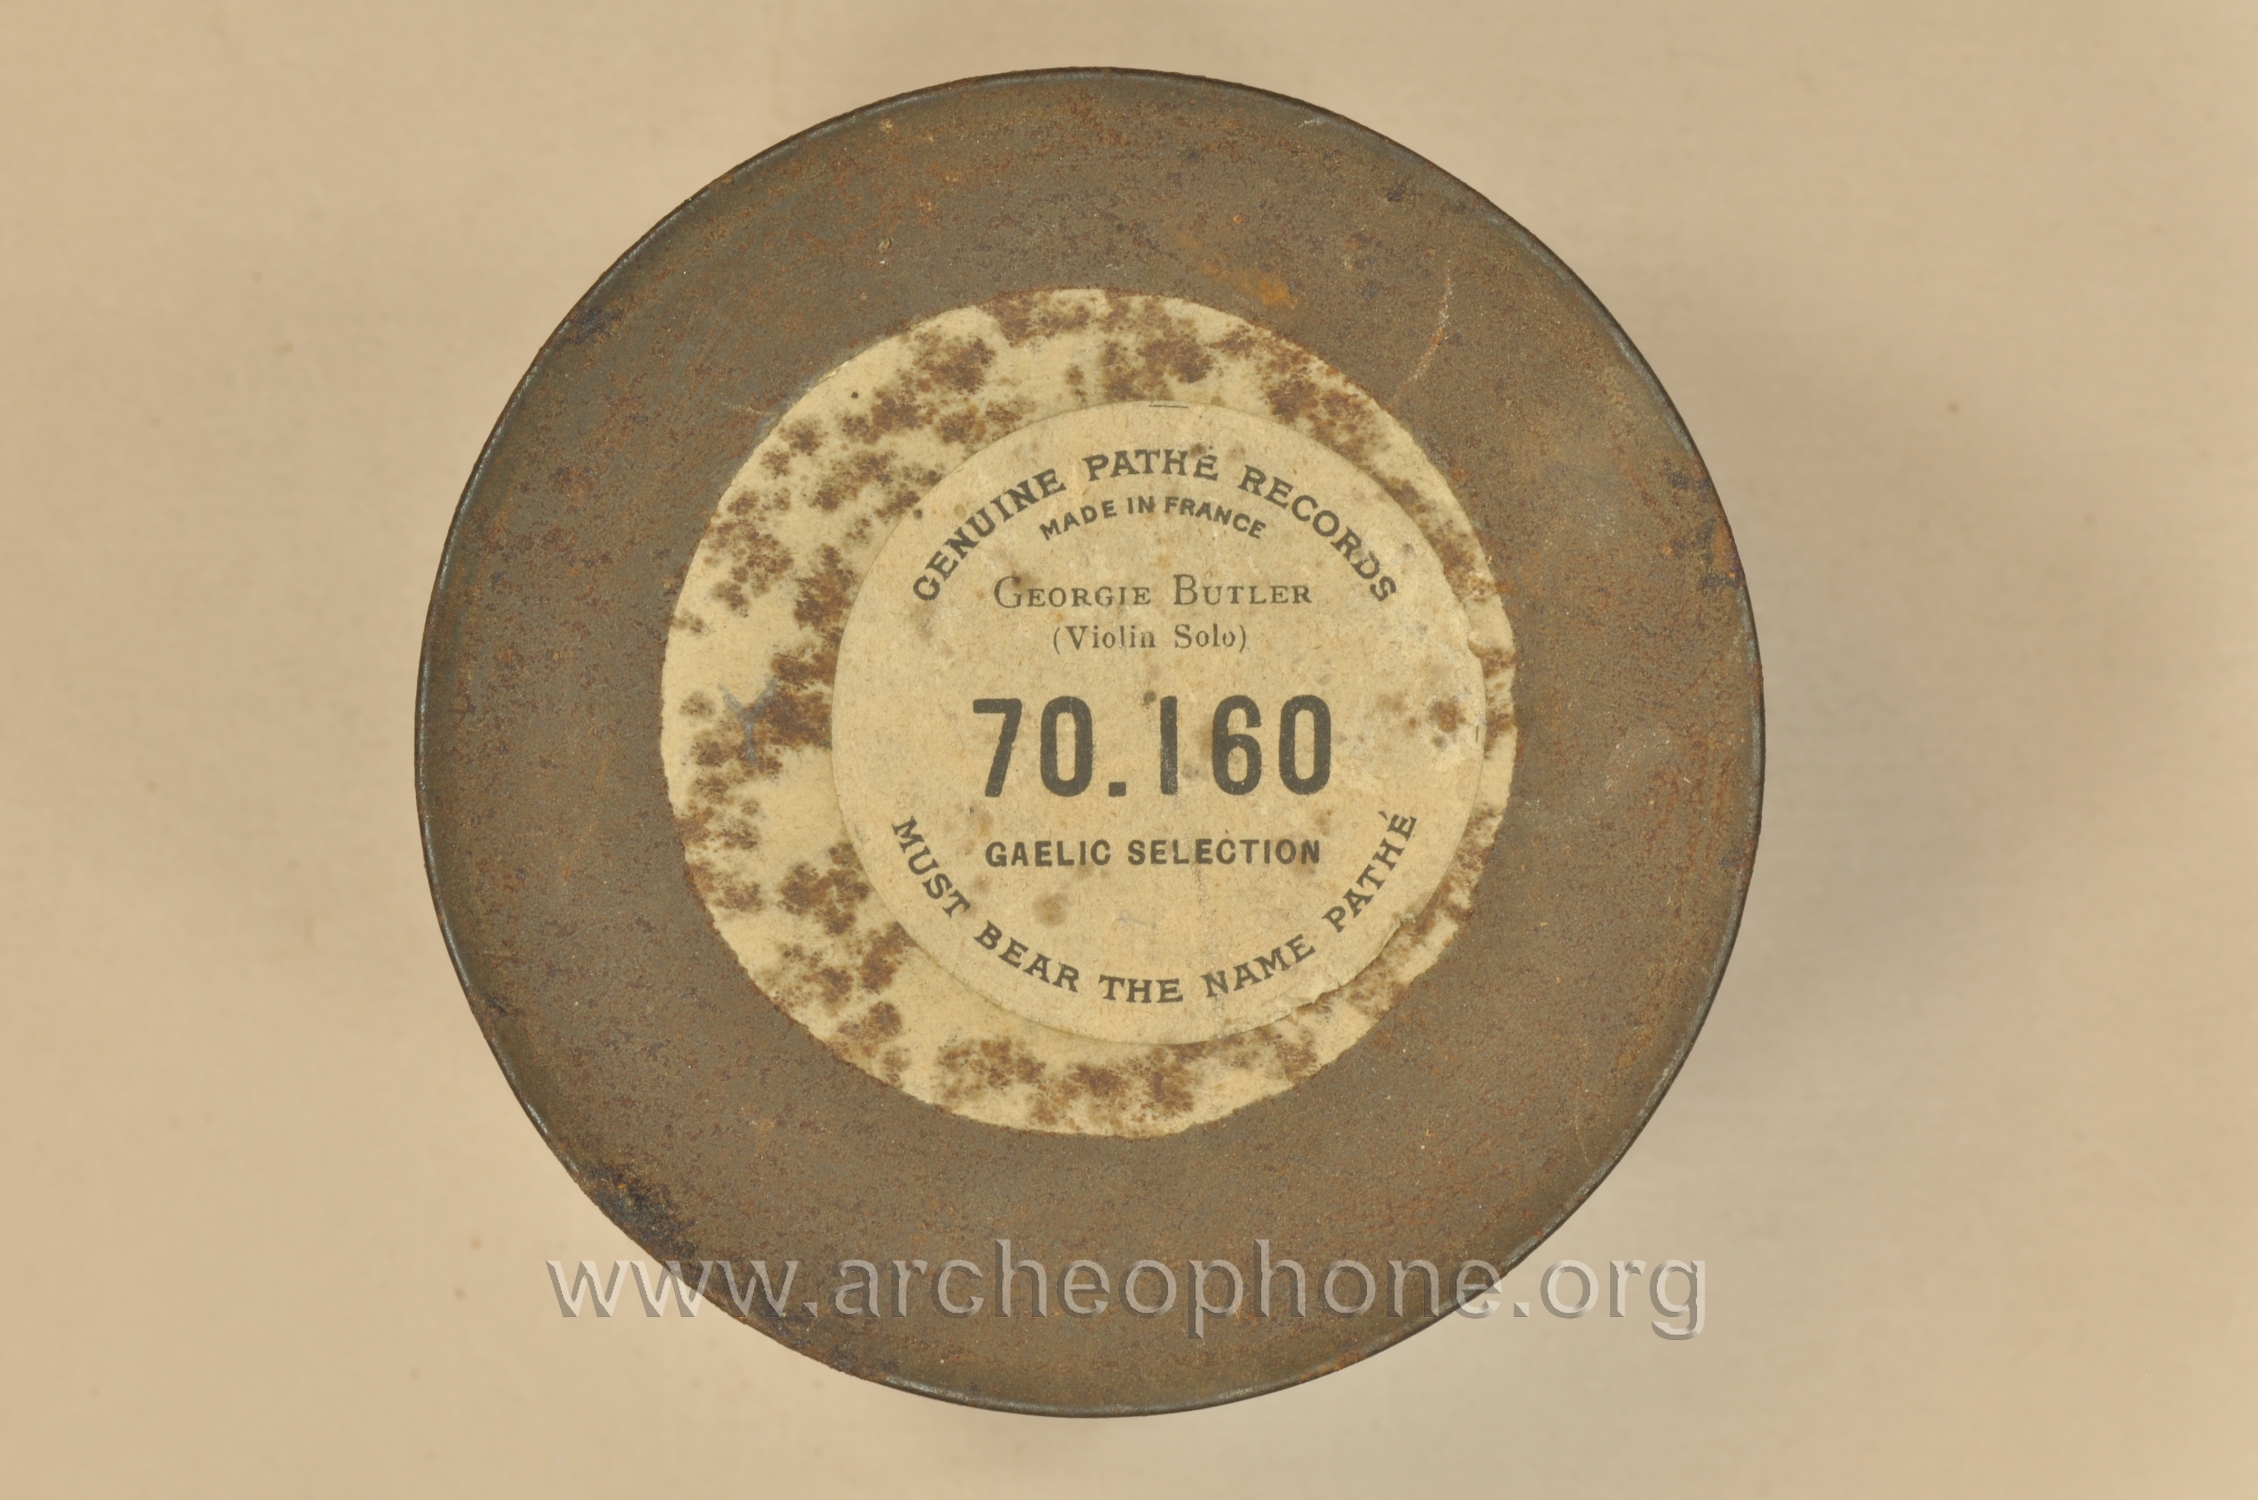 GENUINE PATHÉ RECORDS
MADE IN FRANCE
GEORGIE BUTLER
(Violin Solo)
70.160
GAELIC SELECTION
MUST BEAR THE NAME PATHÉ
www.archeophone.org